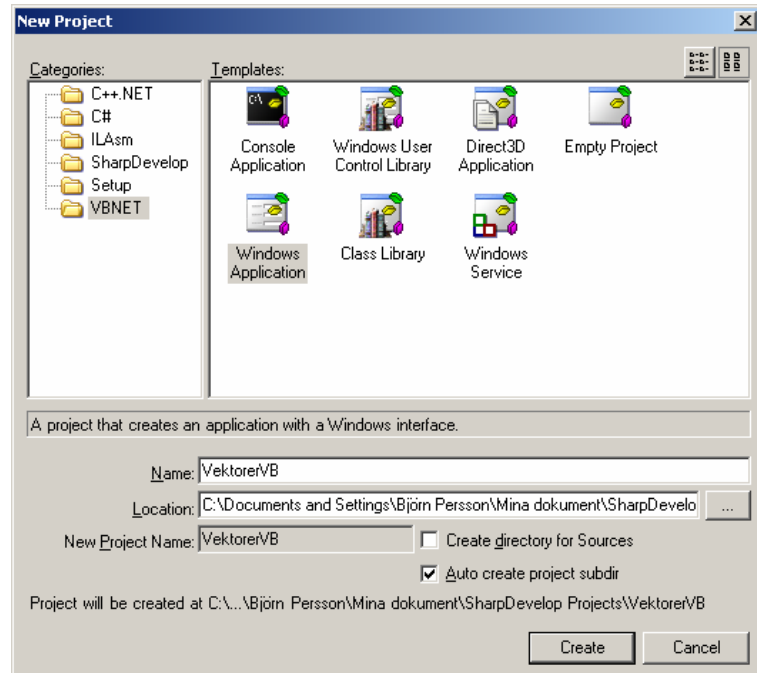 New Project
Categories:
Templates:
C++.NET
C#
ILAsm
SharpDevelop
Setup
VBNET
Console Application
Windows User Control Library
Direct3D Application
Empty Project
Windows Application
Class Library
Windows Service
A project that creates an application with a Windows interface.
Name: VektorerVB
Location: C:\Documents and Settings\Björn Persson\Mina dokument\SharpDevelo ...
New Project Name: VektorerVB
Create directory for Sources
Auto create project subdir
Project will be created at C:\...\Björn Persson\Mina dokument\SharpDevelop Projects\VektorerVB
Create Cancel